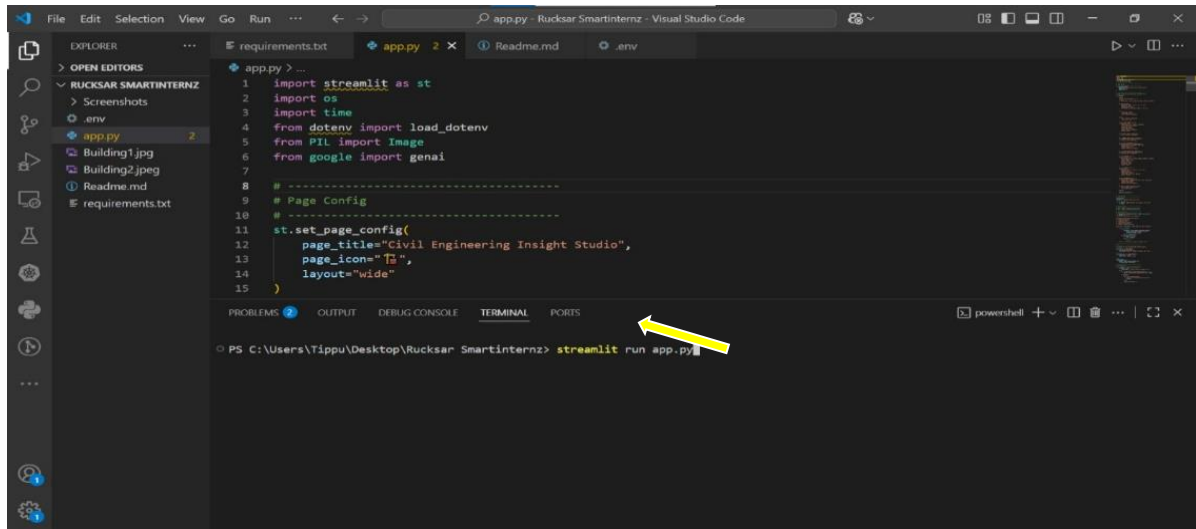 File Edit Selection View Go Run ... app.py - Rucksar Smartinternz - Visual Studio Code
EXPLORER ...
OPEN EDITORS
RUCKSAR SMARTINTERNZ
Screenshots
.env
app.py 2
Building1.jpg
Building2.jpeg
Readme.md
requirements.txt
requirements.txt app.py 2 Readme.md .env
app.py > ...
1 import streamlit as st
2 import os
3 import time
4 from dotenv import load_dotenv
5 from PIL import Image
6 from google import genai
7
8 # --------------------------------------
9 # Page Config
10 # --------------------------------------
11 st.set_page_config(
12 page_title="Civil Engineering Insight Studio",
13 page_icon="🏗️",
14 layout="wide"
15 )
PROBLEMS 2 OUTPUT DEBUG CONSOLE TERMINAL PORTS powershell
PS C:\Users\Tippu\Desktop\Rucksar Smartinternz> streamlit run app.py
1
1